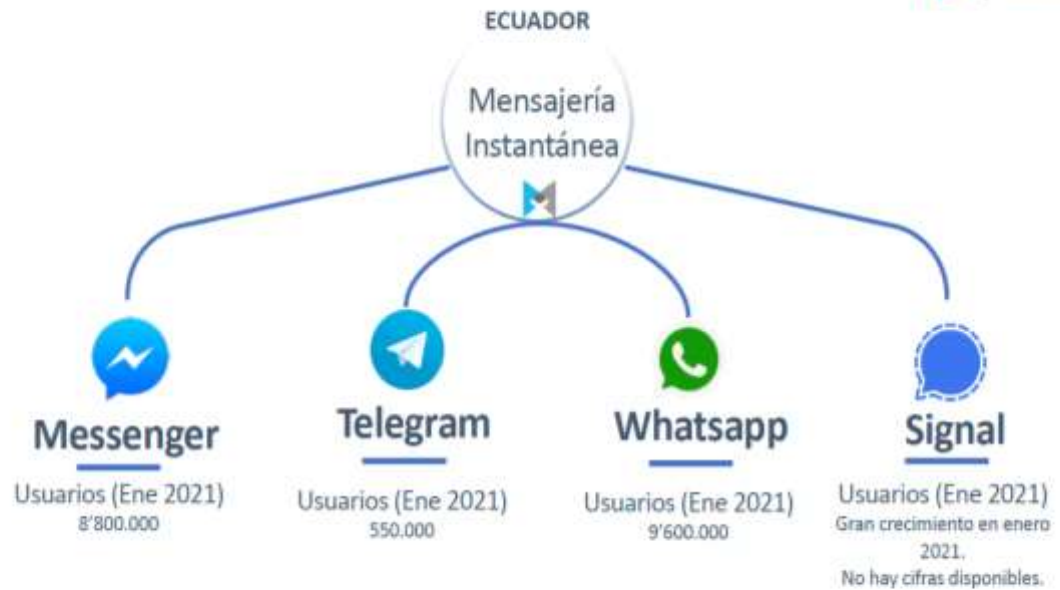 ECUADOR
Mensajería
Instantánea
Messenger
Usuarios (Ene 2021)
8'800.000
Telegram
Usuarios (Ene 2021)
550.000
Whatsapp
Usuarios (Ene 2021)
9'600.000
Signal
Usuarios (Ene 2021)
Gran crecimiento en enero
2021.
No hay cifras disponibles.